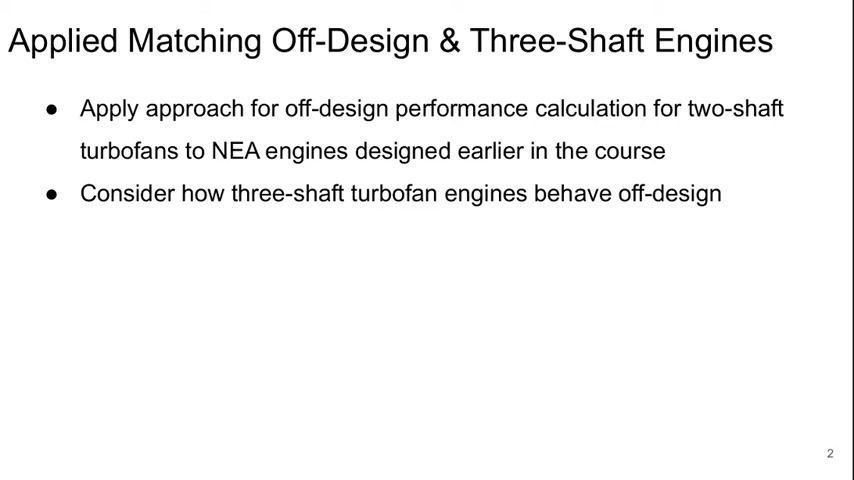 Applied Matching Off-Design & Three-Shaft Engines
● Apply approach for off-design performance calculation for two-shaft
turbofans to NEA engines designed earlier in the course
● Consider how three-shaft turbofan engines behave off-design
2